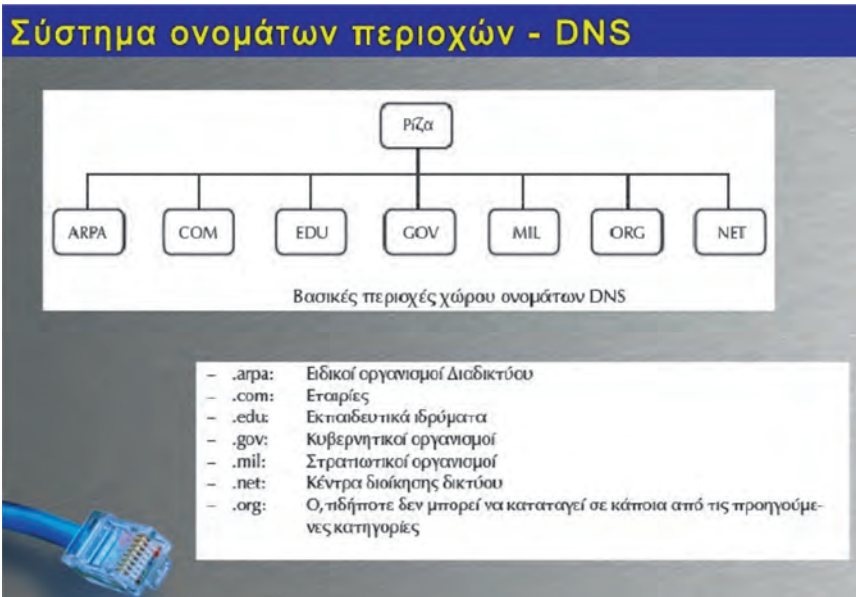 Σύστημα ονομάτων περιοχών - DNS
Ρίζα
ARPA COM EDU GOV MIL ORG NET
Βασικές περιοχές χώρου ονομάτων DNS
– .arpa: Ειδικοί οργανισμοί Διαδικτύου
– .com: Εταιρίες
– .edu: Εκπαιδευτικά ιδρύματα
– .gov: Κυβερνητικοί οργανισμοί
– .mil: Στρατιωτικοί οργανισμοί
– .net: Κέντρα διοίκησης δικτύου
– .org: Ο,τιδήποτε δεν μπορεί να καταταγεί σε κάποια από τις προηγούμε-
νες κατηγορίες